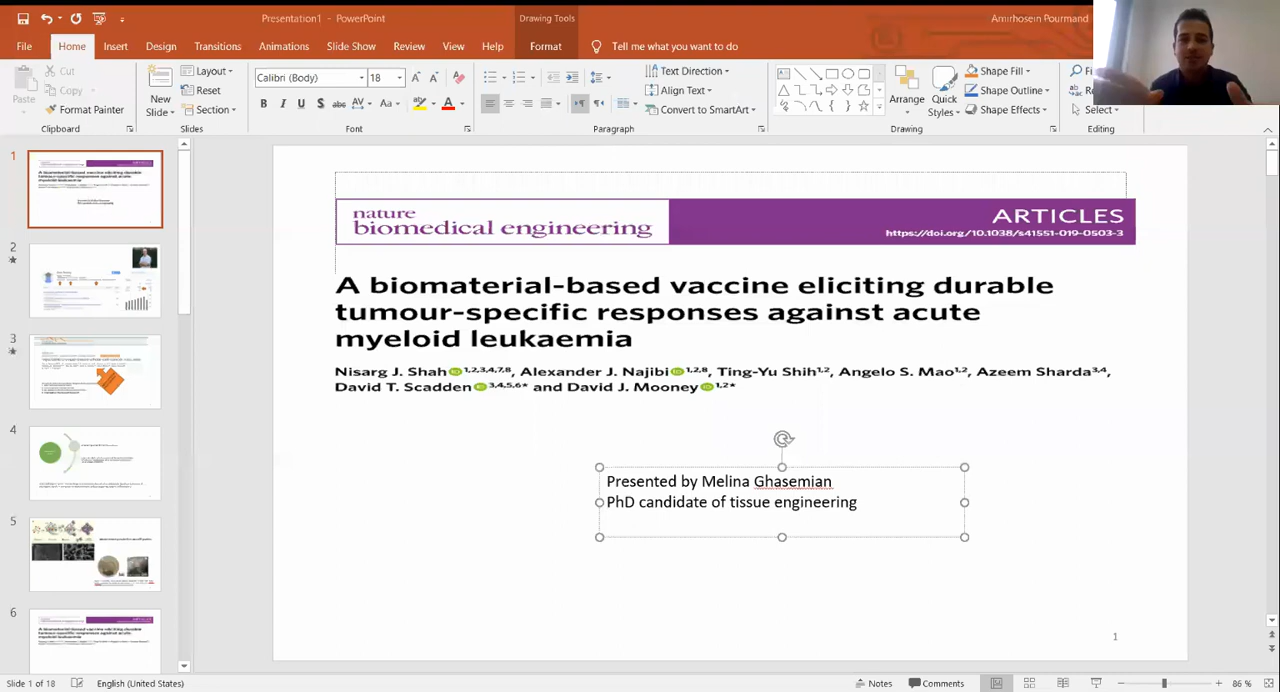 Presentation1 - PowerPoint
Drawing Tools
Amirhosein Pourmand
File
Home
Insert
Design
Transitions
Animations
Slide Show
Review
View
Help
Format
Tell me what you want to do
Paste
Cut
Copy
Format Painter
Clipboard
New
Slide
Layout
Reset
Section
Slides
Calibri (Body)
18
Font
Text Direction
Align Text
Convert to SmartArt
Paragraph
Arrange
Quick
Styles
Shape Fill
Shape Outline
Shape Effects
Drawing
Select
Editing
1
2
3
4
5
6
nature
biomedical engineering
ARTICLES
https://doi.org/10.1038/s41551-019-0503-3
A biomaterial-based vaccine eliciting durable
tumour-specific responses against acute
myeloid leukaemia
Nisarg J. Shah 1,2,3,4,7,8, Alexander J. Najibi 1,2,8, Ting-Yu Shih1,2, Angelo S. Mao1,2, Azeem Sharda3,4,
David T. Scadden 3,4,5,6* and David J. Mooney 1,2*
Presented by Melina Ghasemian
PhD candidate of tissue engineering
1
Slide 1 of 18
English (United States)
Notes
Comments
86 %